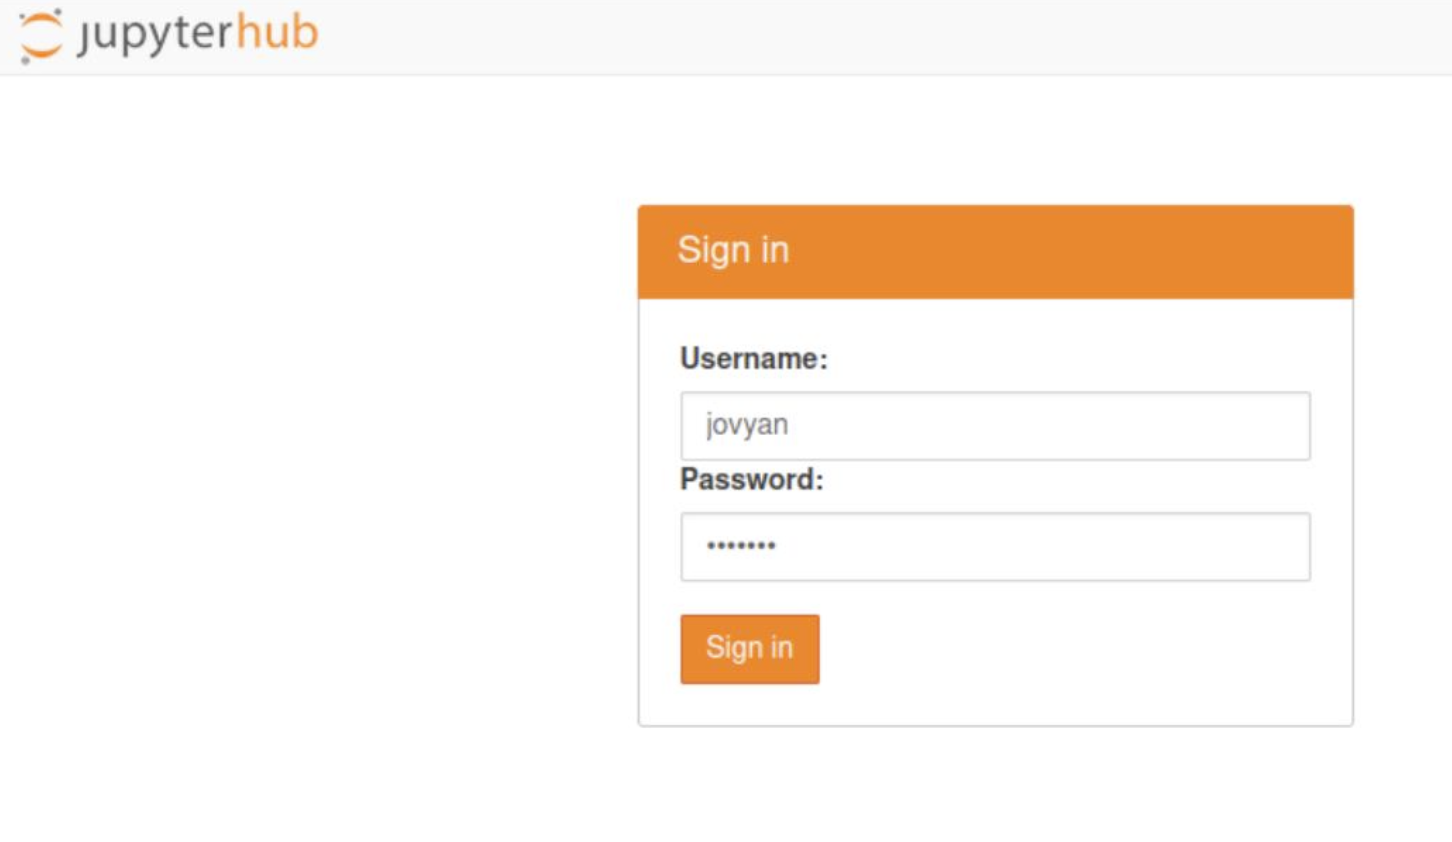 jupyterhub
Sign in
Username:
jovyan
Password:
•••••••
Sign in